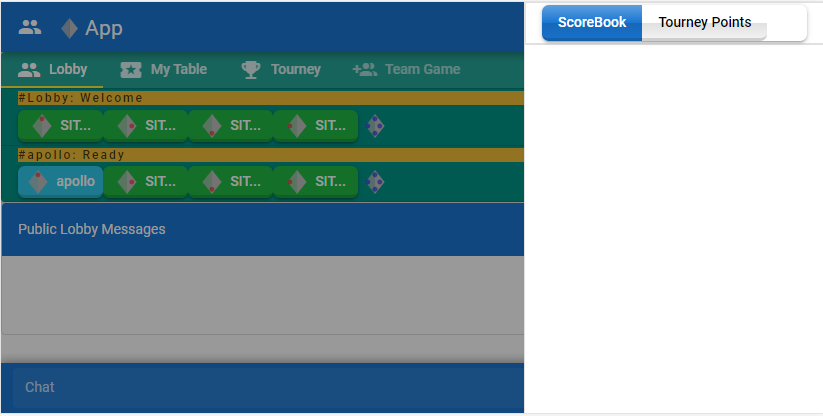 App
ScoreBook Tourney Points
Lobby My Table Tourney Team Game
#Lobby: Welcome
SIT... SIT... SIT... SIT...
#apollo: Ready
apollo SIT... SIT... SIT...
Public Lobby Messages
Chat